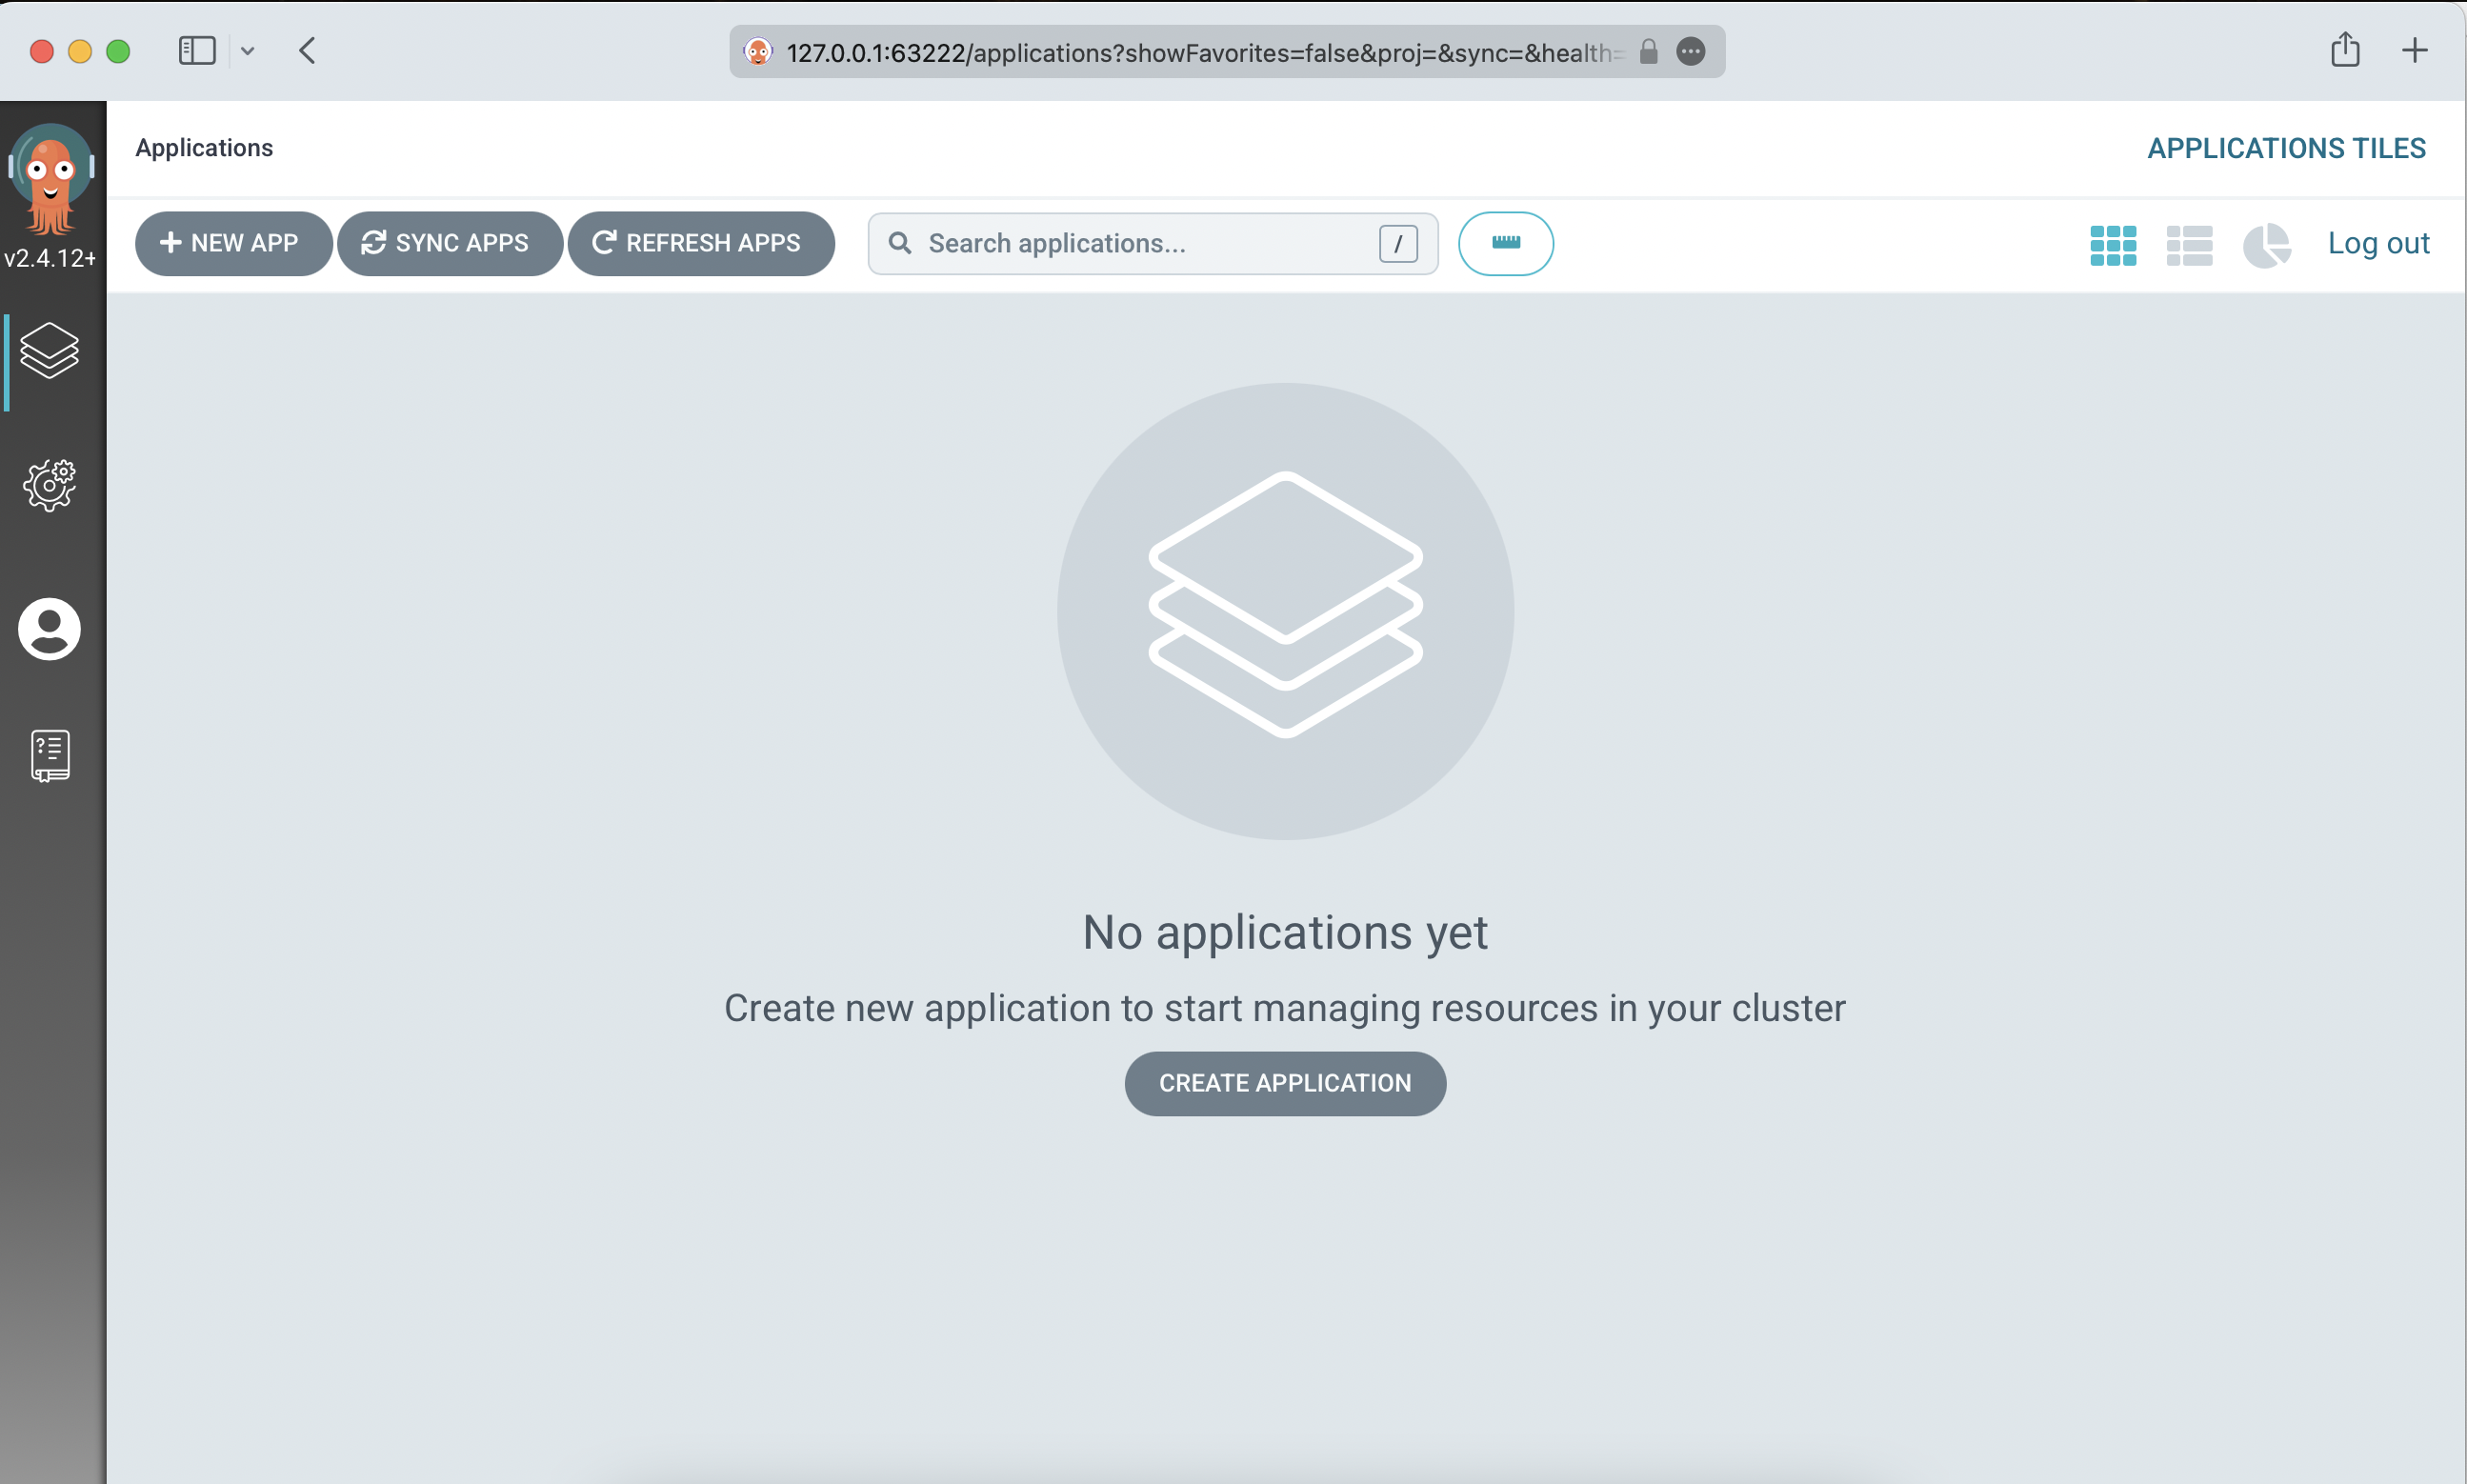 127.0.0.1:63222/applications?showFavorites=false&proj=&sync=&health=
Applications
APPLICATIONS TILES
v2.4.12+
NEW APP
SYNC APPS
REFRESH APPS
Search applications...
/
Log out
No applications yet
Create new application to start managing resources in your cluster
CREATE APPLICATION